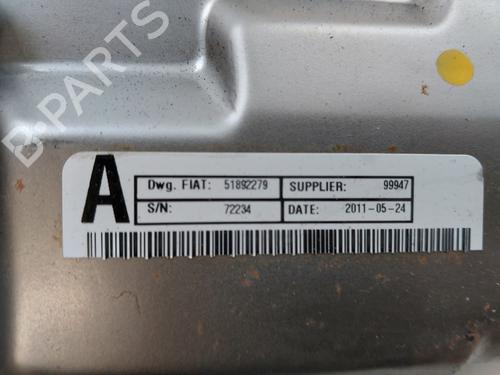 B-PARTS
A
Dwg. FIAT: 51892279 SUPPLIER: 99947
S/N: 72234 DATE: 2011-05-24